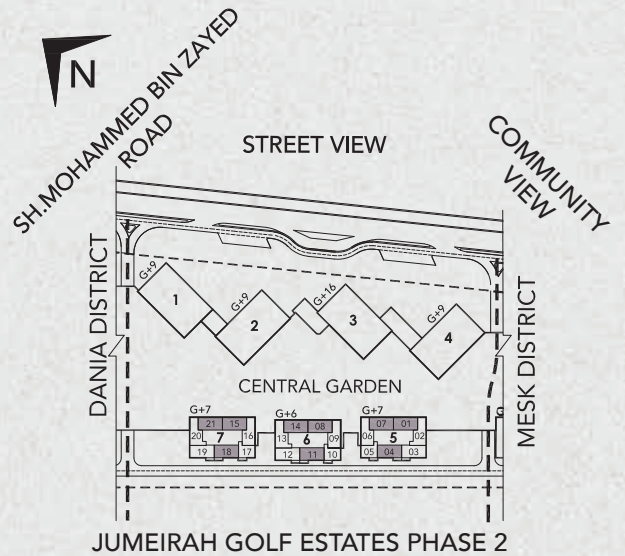 N
SH.MOHAMMED BIN ZAYED
ROAD
STREET VIEW
COMMUNITY
VIEW
DANIA DISTRICT
MESK DISTRICT
G+9
1
G+9
2
G+16
3
G+9
4
CENTRAL GARDEN
G+7
21 15
20 7 16
19 18 17
G+6
14 08
13 6 09
12 11 10
G+7
07 01
06 5 02
05 04 03
G
JUMEIRAH GOLF ESTATES PHASE 2